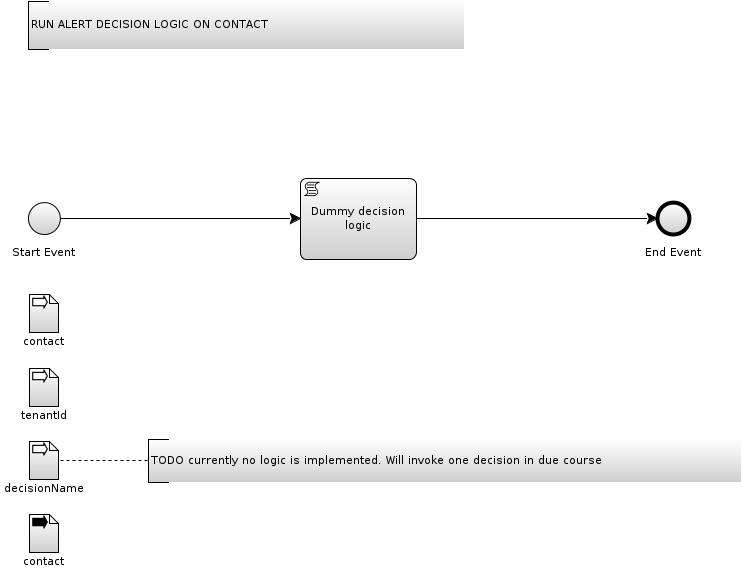 RUN ALERT DECISION LOGIC ON CONTACT
Dummy decision
logic
Start Event
End Event
contact
tenantId
TODO currently no logic is implemented. Will invoke one decision in due course
decisionName
contact